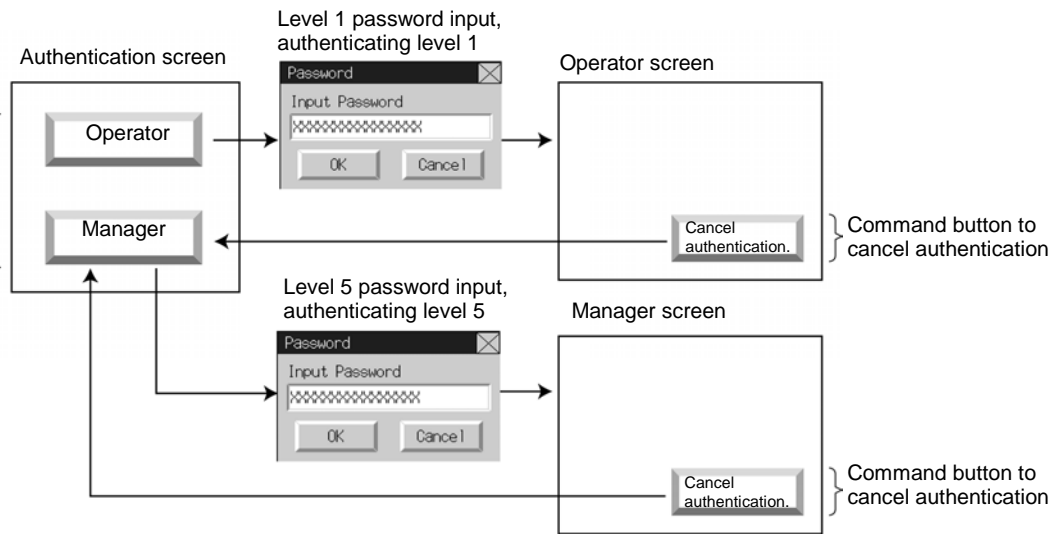 Level 1 password input,
authenticating level 1
Authentication screen
Operator screen
Password
Input Password
XXXXXXXXXXXXXXX
OK Cancel
Operator
Manager
Cancel
authentication.
Command button to
cancel authentication
Level 5 password input,
authenticating level 5
Manager screen
Password
Input Password
XXXXXXXXXXXXXXX
OK Cancel
Cancel
authentication.
Command button to
cancel authentication